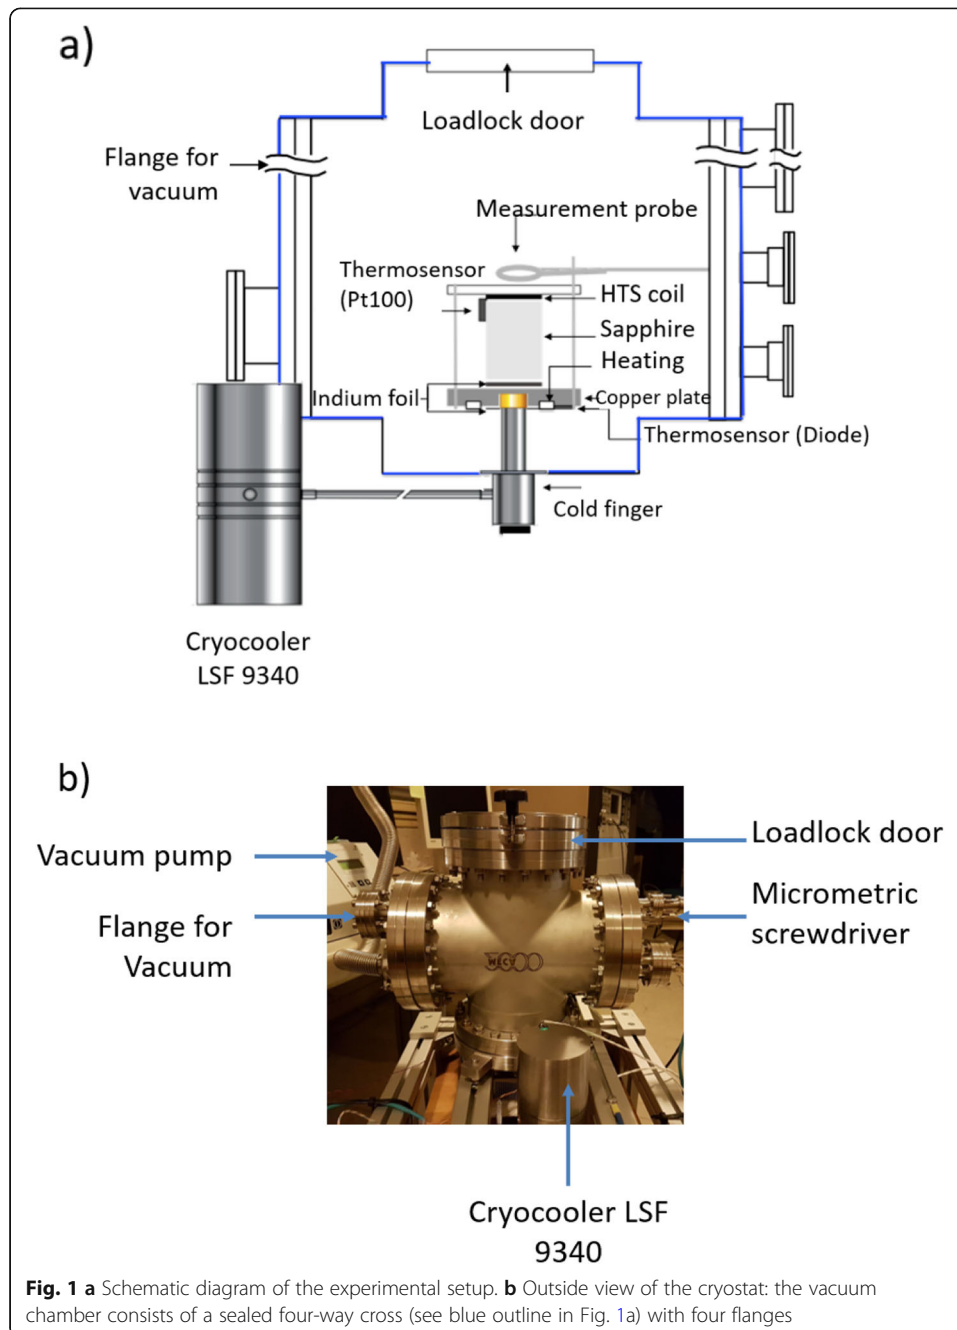 a)
Loadlock door
Flange for
vacuum
Measurement probe
Thermosensor
(Pt100)
HTS coil
Sapphire
Heating
Indium foil
Copper plate
Thermosensor (Diode)
Cold finger
Cryocooler
LSF 9340
b)
Vacuum pump
Loadlock door
Flange for
Vacuum
Micrometric
screwdriver
Cryocooler LSF
9340
Fig. 1 a Schematic diagram of the experimental setup. b Outside view of the cryostat: the vacuum
chamber consists of a sealed four-way cross (see blue outline in Fig. 1a) with four flanges